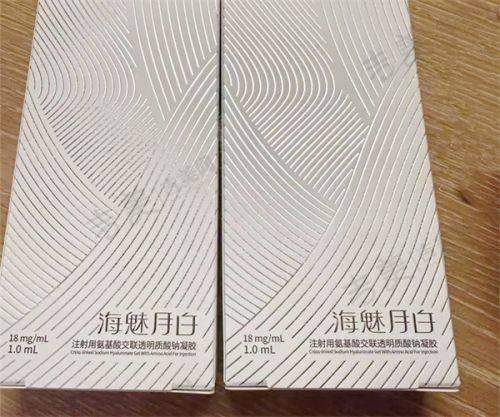 海魅月白
18 mg/mL
1.0 mL
注射用氨基酸交联透明质酸钠凝胶
Cross-linked Sodium Hyaluronate Gel With Amino Acid For Injection
海魅月白
18 mg/mL
1.0 mL
注射用氨基酸交联透明质酸钠凝胶
Cross-linked Sodium Hyaluronate Gel With Amino Acid For Injection